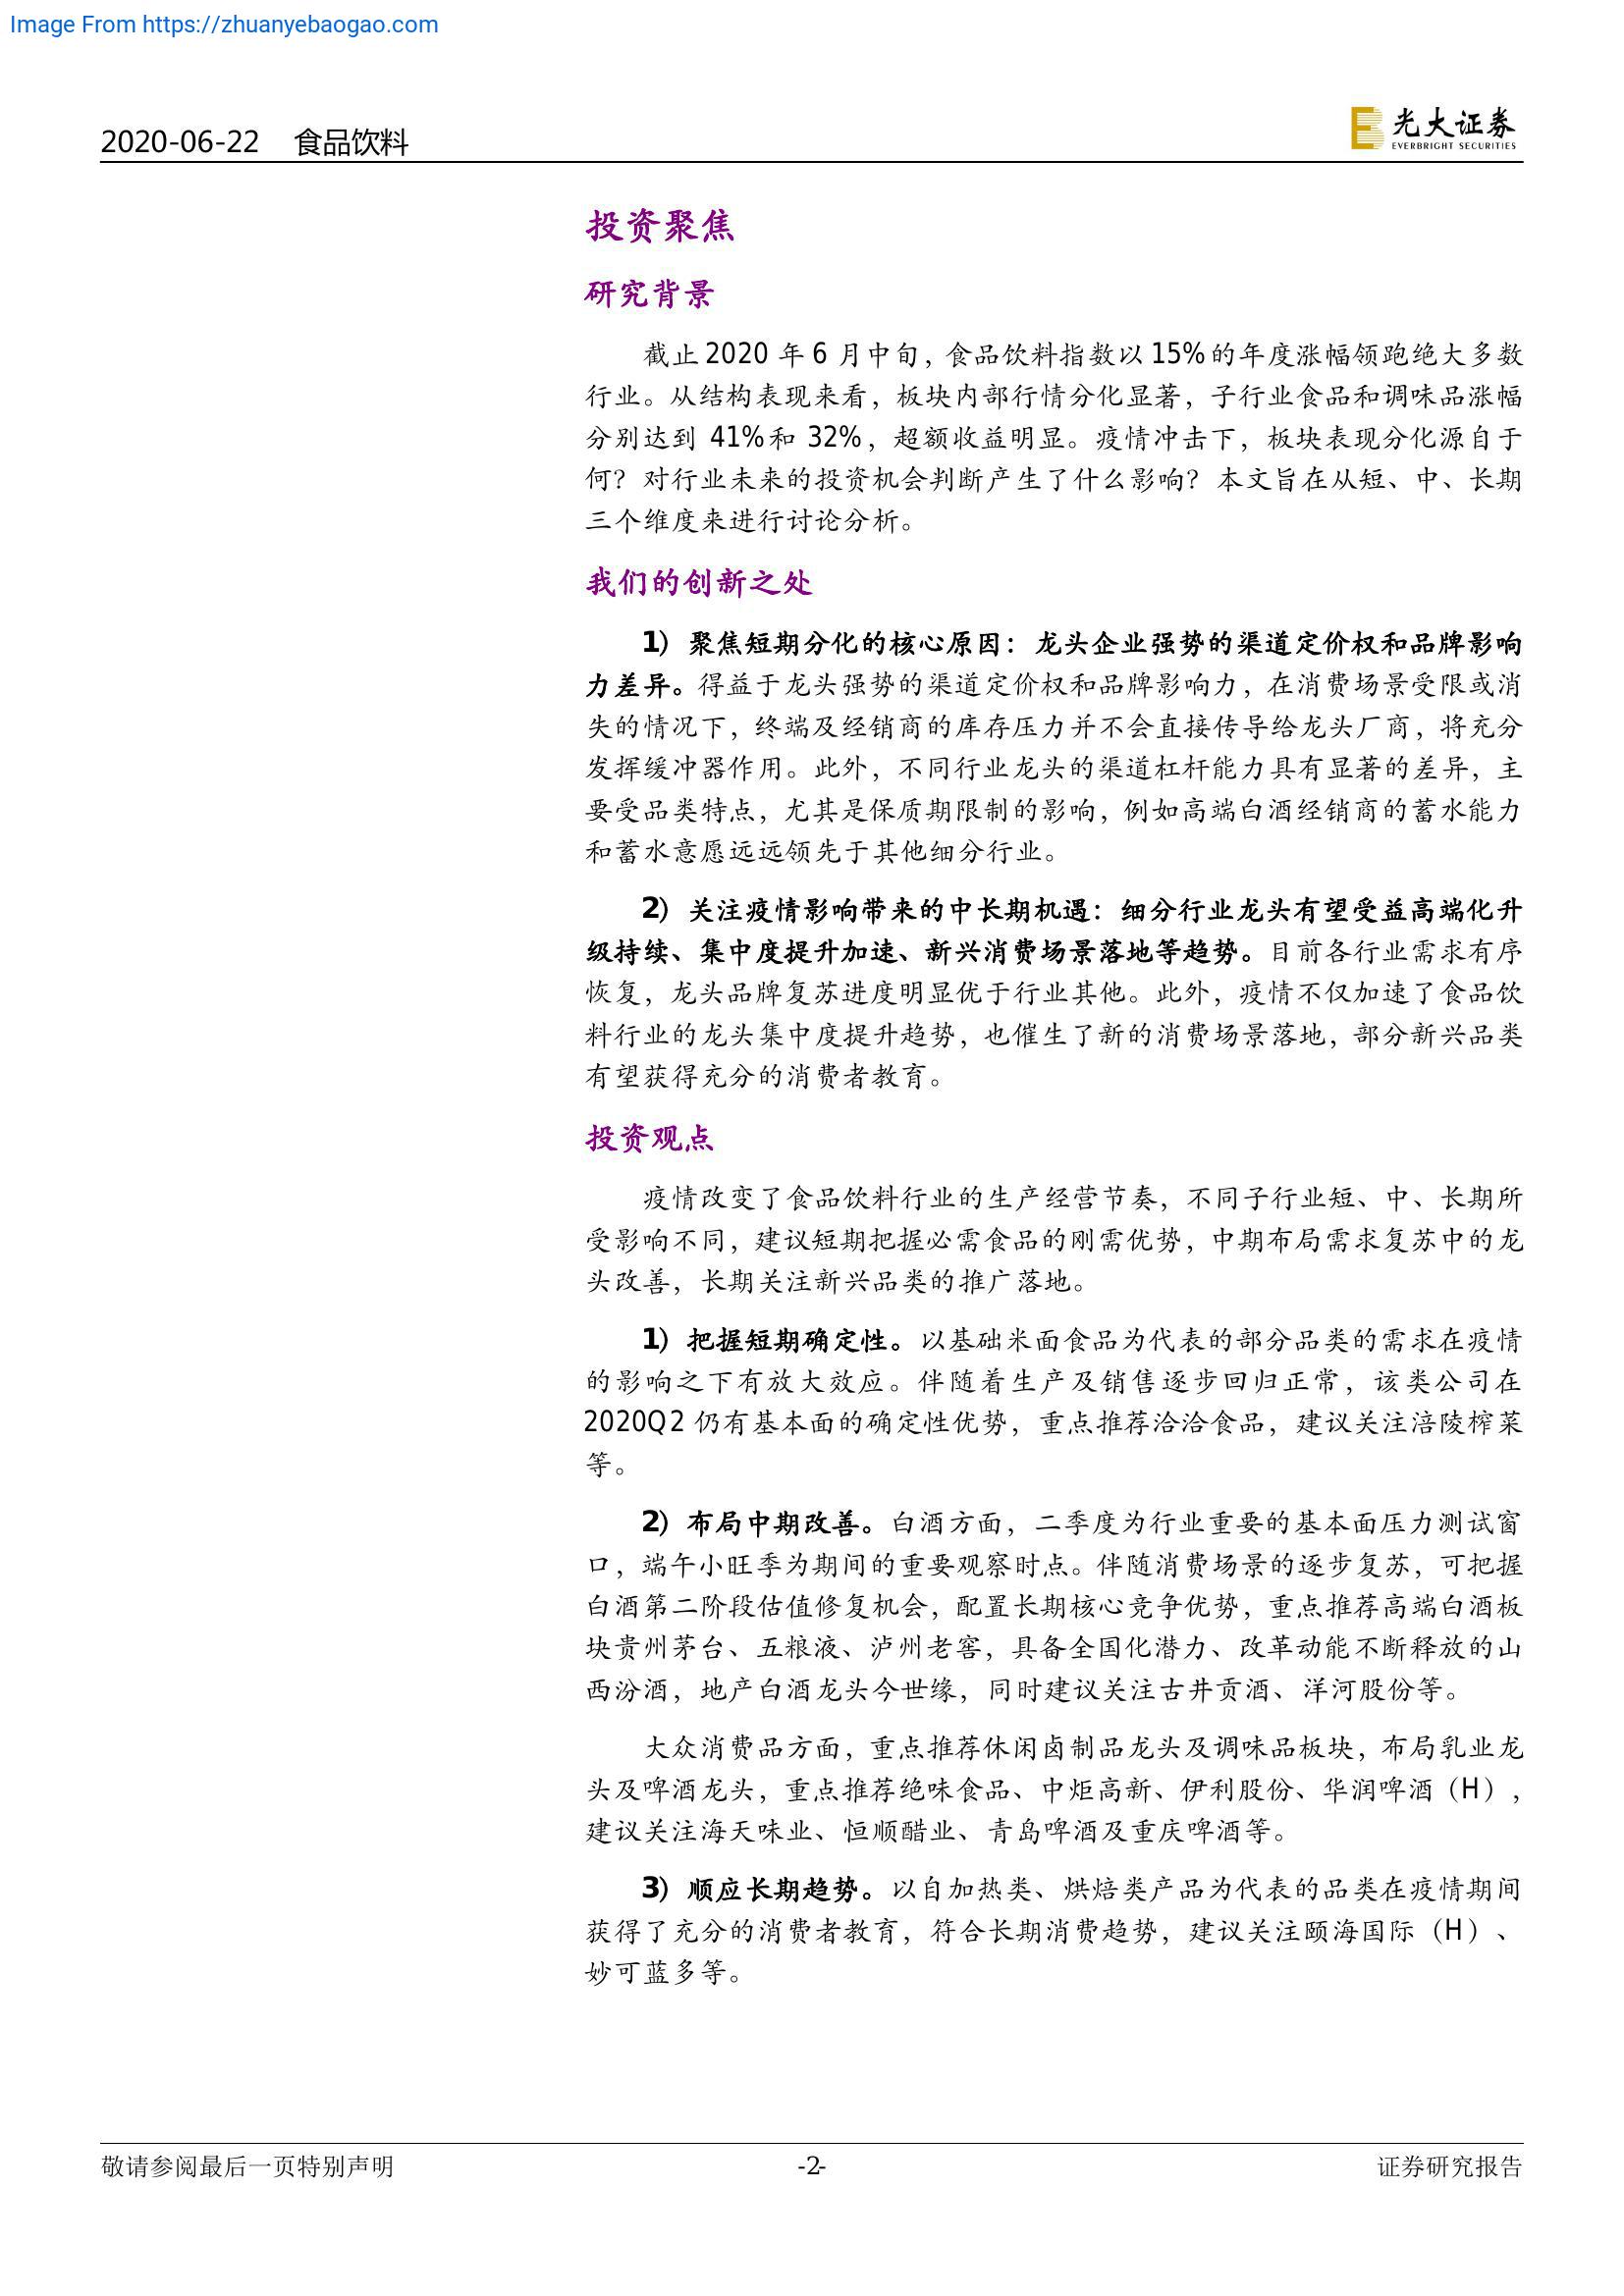 Image From https://zhuanyebaogao.com
2020-06-22 食品饮料
光大证券
EVERBRIGHT SECURITIES
投资聚焦
研究背景
截止 2020 年 6 月中旬，食品饮料指数以 15%的年度涨幅领跑绝大多数
行业。从结构表现来看，板块内部行情分化显著，子行业食品和调味品涨幅
分别达到 41%和 32%，超额收益明显。疫情冲击下，板块表现分化源自于
何？对行业未来的投资机会判断产生了什么影响？本文旨在从短、中、长期
三个维度来进行讨论分析。
我们的创新之处
1）聚焦短期分化的核心原因：龙头企业强势的渠道定价权和品牌影响
力差异。得益于龙头强势的渠道定价权和品牌影响力，在消费场景受限或消
失的情况下，终端及经销商的库存压力并不会直接传导给龙头厂商，将充分
发挥缓冲器作用。此外，不同行业龙头的渠道杠杆能力具有显著的差异，主
要受品类特点，尤其是保质期限制的影响，例如高端白酒经销商的蓄水能力
和蓄水意愿远远领先于其他细分行业。
2）关注疫情影响带来的中长期机遇：细分行业龙头有望受益高端化升
级持续、集中度提升加速、新兴消费场景落地等趋势。目前各行业需求有序
恢复，龙头品牌复苏进度明显优于行业其他。此外，疫情不仅加速了食品饮
料行业的龙头集中度提升趋势，也催生了新的消费场景落地，部分新兴品类
有望获得充分的消费者教育。
投资观点
疫情改变了食品饮料行业的生产经营节奏，不同子行业短、中、长期所
受影响不同，建议短期把握必需食品的刚需优势，中期布局需求复苏中的龙
头改善，长期关注新兴品类的推广落地。
1）把握短期确定性。以基础米面食品为代表的部分品类的需求在疫情
的影响之下有放大效应。伴随着生产及销售逐步回归正常，该类公司在
2020Q2 仍有基本面的确定性优势，重点推荐洽洽食品，建议关注涪陵榨菜
等。
2）布局中期改善。白酒方面，二季度为行业重要的基本面压力测试窗
口，端午小旺季为期间的重要观察时点。伴随消费场景的逐步复苏，可把握
白酒第二阶段估值修复机会，配置长期核心竞争优势，重点推荐高端白酒板
块贵州茅台、五粮液、泸州老窖，具备全国化潜力、改革动能不断释放的山
西汾酒，地产白酒龙头今世缘，同时建议关注古井贡酒、洋河股份等。
大众消费品方面，重点推荐休闲卤制品龙头及调味品板块，布局乳业龙
头及啤酒龙头，重点推荐绝味食品、中炬高新、伊利股份、华润啤酒（H），
建议关注海天味业、恒顺醋业、青岛啤酒及重庆啤酒等。
3）顺应长期趋势。以自加热类、烘焙类产品为代表的品类在疫情期间
获得了充分的消费者教育，符合长期消费趋势，建议关注颐海国际（H）、
妙可蓝多等。
敬请参阅最后一页特别声明
-2-
证券研究报告